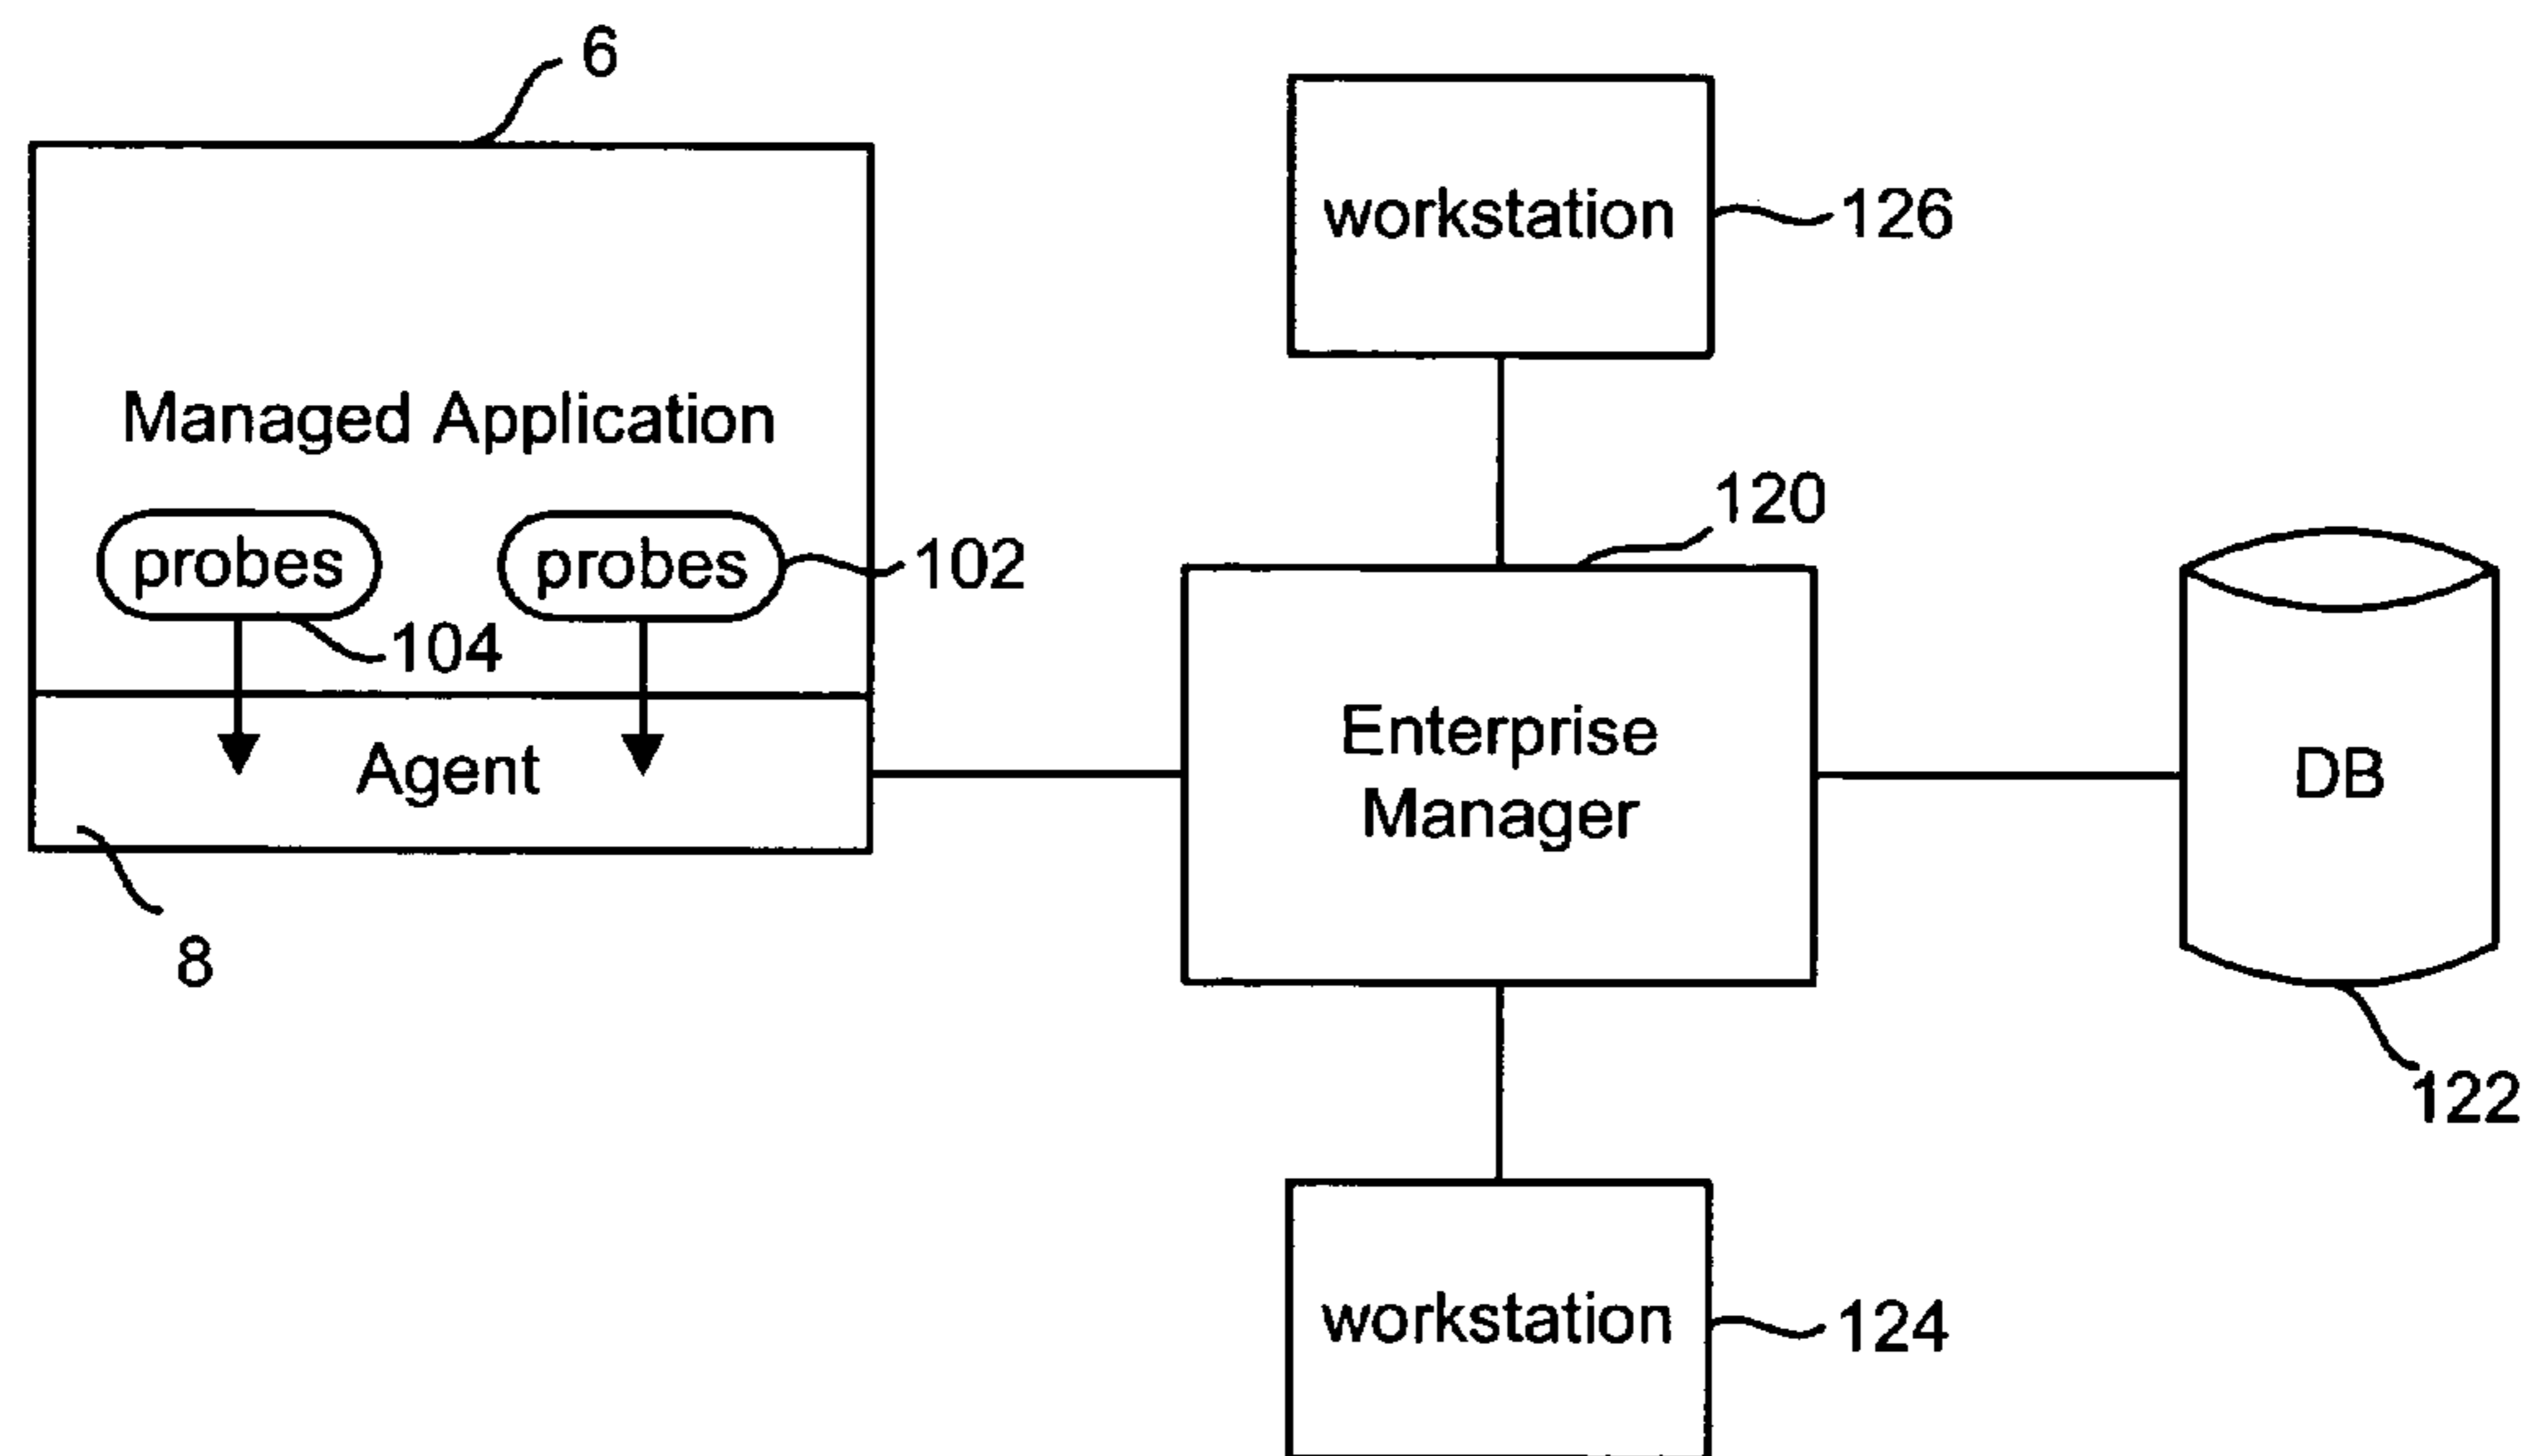 6
workstation
126
Managed Application
120
probes
probes
102
104
Enterprise
Manager
Agent
DB
8
122
workstation
124